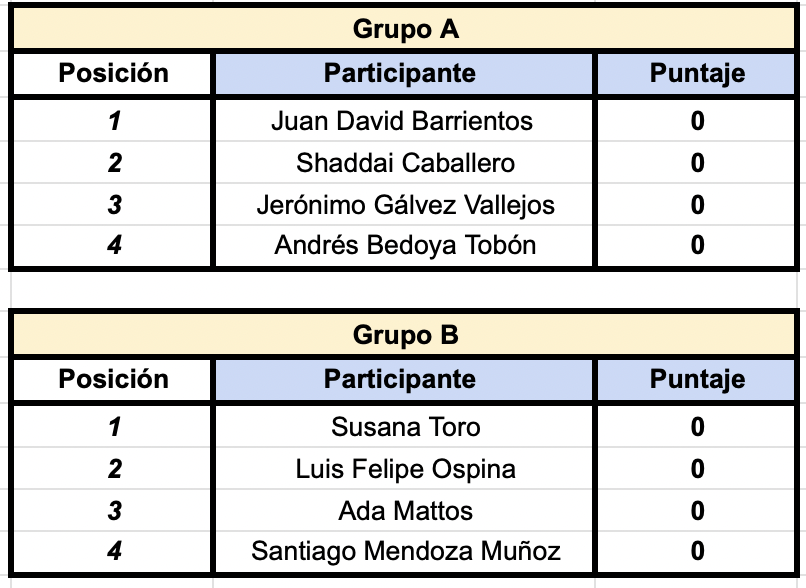 Grupo A
Posición Participante Puntaje
1 Juan David Barrientos 0
2 Shaddai Caballero 0
3 Jerónimo Gálvez Vallejos 0
4 Andrés Bedoya Tobón 0
Grupo B
Posición Participante Puntaje
1 Susana Toro 0
2 Luis Felipe Ospina 0
3 Ada Mattos 0
4 Santiago Mendoza Muñoz 0